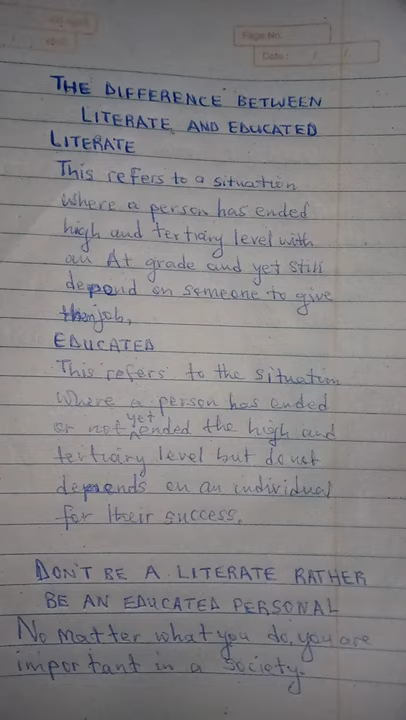 Page No.
Date: / /
THE DIFFERENCE BETWEEN
LITERATE AND EDUCATED
LITERATE
This refers to a situation
where a person has ended
high and tertiary level with
an A+ grade and yet still
depend on someone to give
job,
EDUCATED
This refers to the situation
where a person has ended
yet
or not ^ ended the high and
tertiary level but do not
depends on an individual
for their success.
DON'T BE A LITERATE RATHER
BE AN EDUCATED PERSONAL
No matter what you do, you are
important in a society.